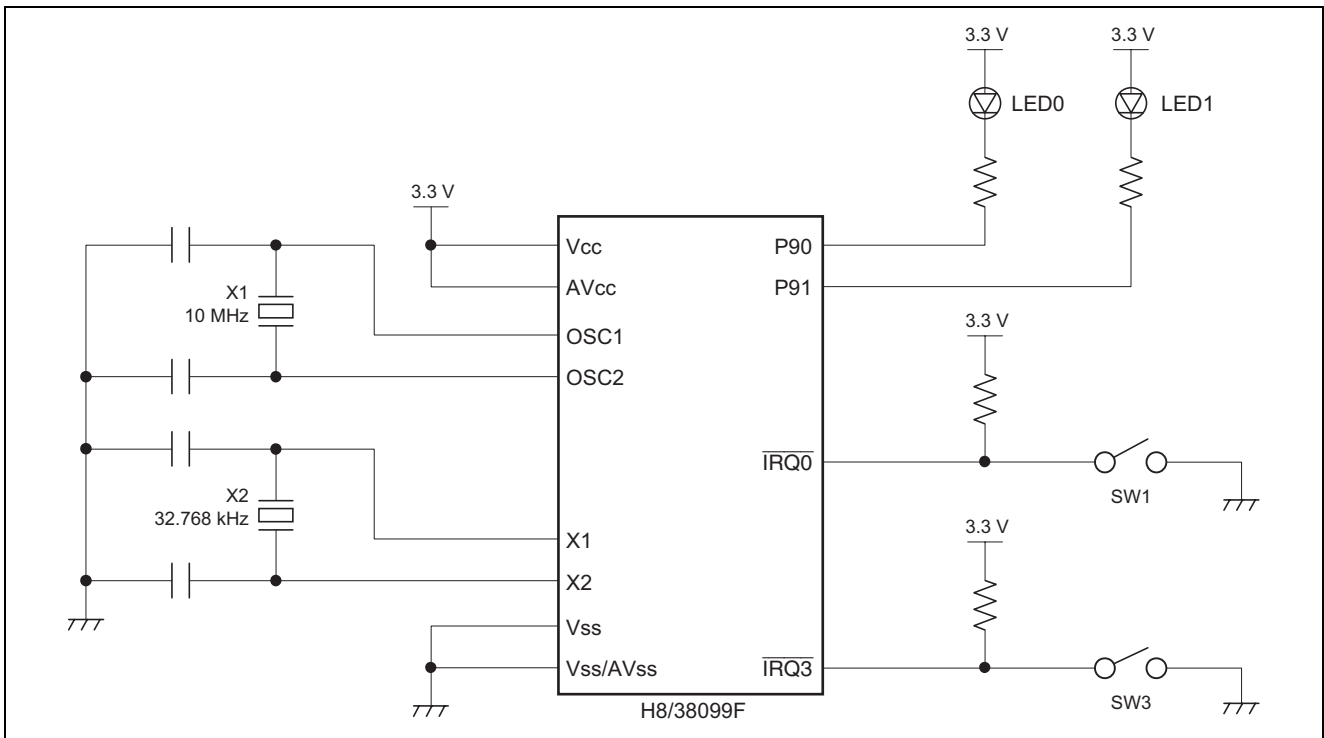 3.3 V
3.3 V
LED0
LED1
3.3 V
Vcc
P90
AVcc
P91
X1
10 MHz
OSC1
3.3 V
OSC2
IRQ0
X2
32.768 kHz
SW1
3.3 V
X1
X2
Vss
Vss/AVss
IRQ3
SW3
H8/38099F